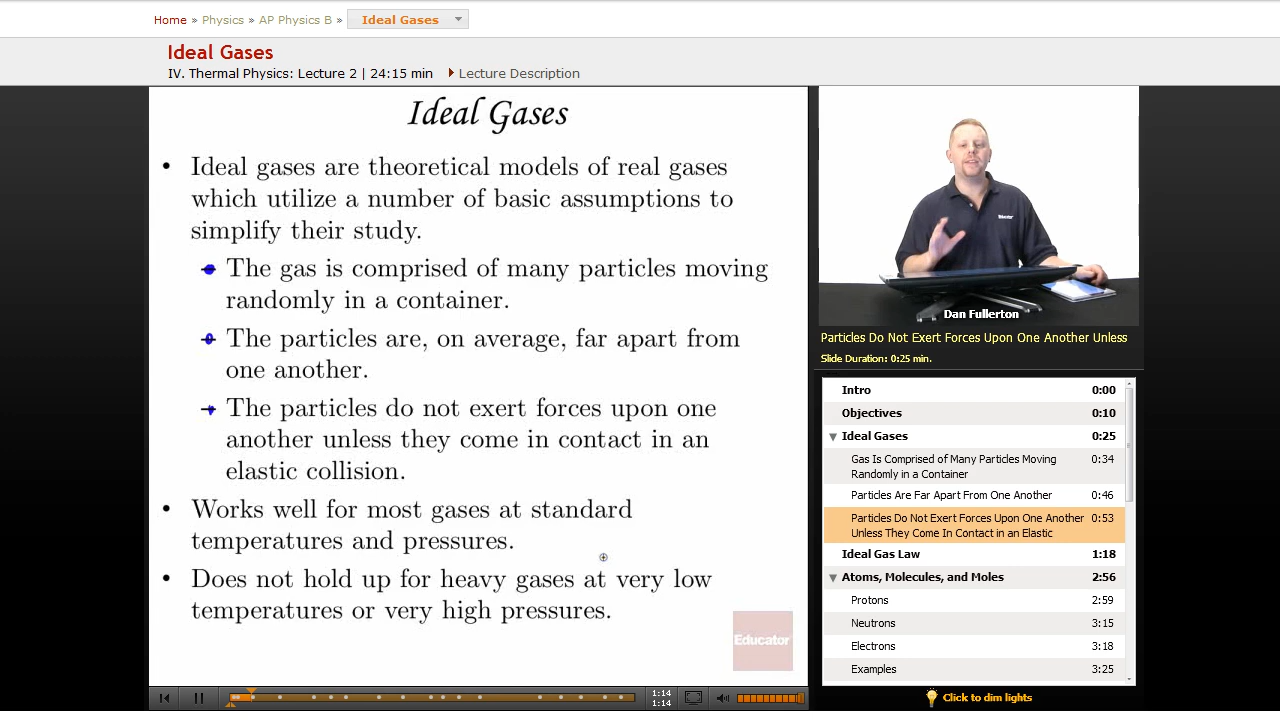 Home » Physics » AP Physics B » Ideal Gases
Ideal Gases
IV. Thermal Physics: Lecture 2 | 24:15 min Lecture Description
Ideal Gases
• Ideal gases are theoretical models of real gases
which utilize a number of basic assumptions to
simplify their study.
The gas is comprised of many particles moving
randomly in a container.
The particles are, on average, far apart from
one another.
The particles do not exert forces upon one
another unless they come in contact in an
elastic collision.
• Works well for most gases at standard
temperatures and pressures.
• Does not hold up for heavy gases at very low
temperatures or very high pressures.
Educator
1:14
1:14
Educator
Dan Fullerton
Particles Do Not Exert Forces Upon One Another Unless
Slide Duration: 0:25 min.
Intro 0:00
Objectives 0:10
Ideal Gases 0:25
Gas Is Comprised of Many Particles Moving 0:34
Randomly in a Container
Particles Are Far Apart From One Another 0:46
Particles Do Not Exert Forces Upon One Another 0:53
Unless They Come In Contact in an Elastic
Ideal Gas Law 1:18
Atoms, Molecules, and Moles 2:56
Protons 2:59
Neutrons 3:15
Electrons 3:18
Examples 3:25
Click to dim lights